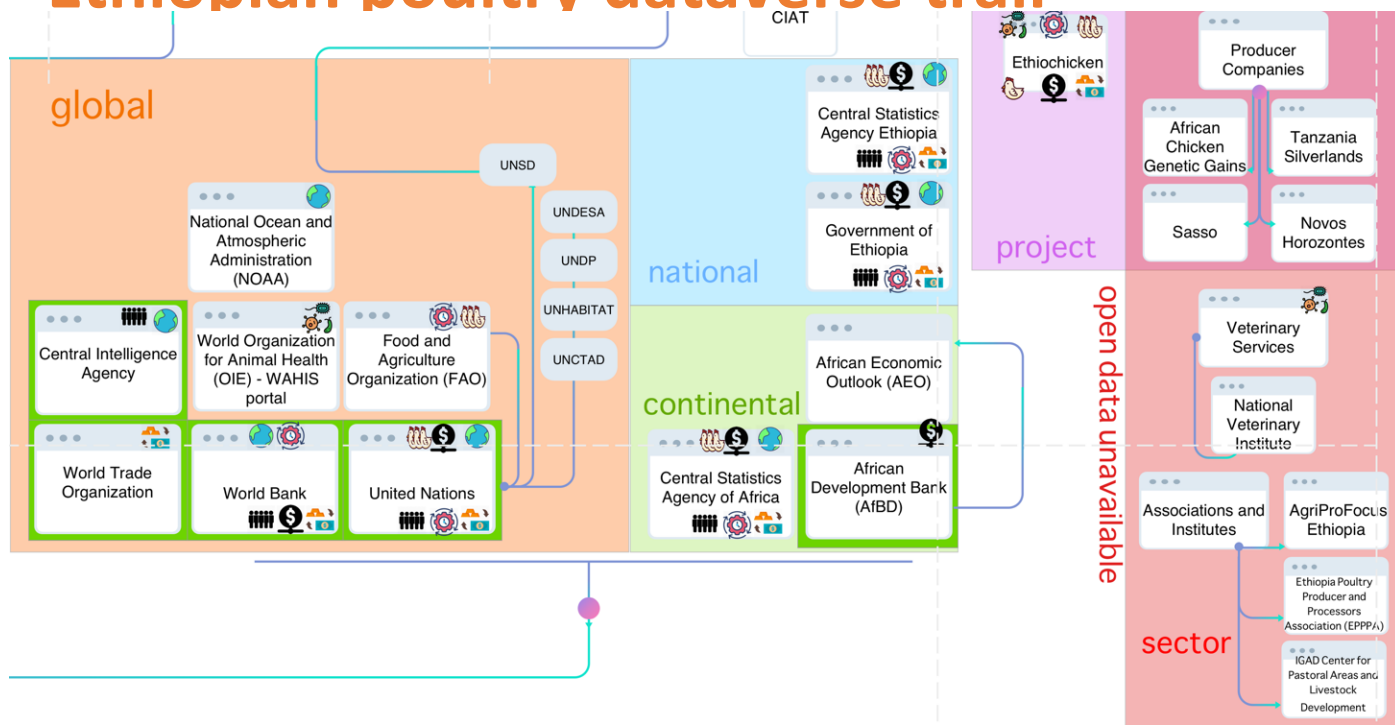 Ethiopian poultry dataverse trail
CIAT
global
UNSD
UNDESA
UNDP
UNHABITAT
UNCTAD
National Ocean and
Atmospheric
Administration
(NOAA)
Central Intelligence
Agency
World Organization
for Animal Health
(OIE) - WAHIS
portal
Food and
Agriculture
Organization (FAO)
World Trade
Organization
World Bank
United Nations
national
Central Statistics
Agency Ethiopia
Government of
Ethiopia
continental
African Economic
Outlook (AEO)
Central Statistics
Agency of Africa
African
Development Bank
(AfBD)
project
Ethiochicken
open data unavailable
Producer
Companies
African
Chicken
Genetic Gains
Tanzania
Silverlands
Sasso
Novos
Horozontes
Veterinary
Services
National
Veterinary
Institute
Associations and
Institutes
AgriProFocus
Ethiopia
Ethiopia Poultry
Producer and
Processors
Association (EPPPA)
IGAD Center for
Pastoral Areas and
Livestock
Development
sector